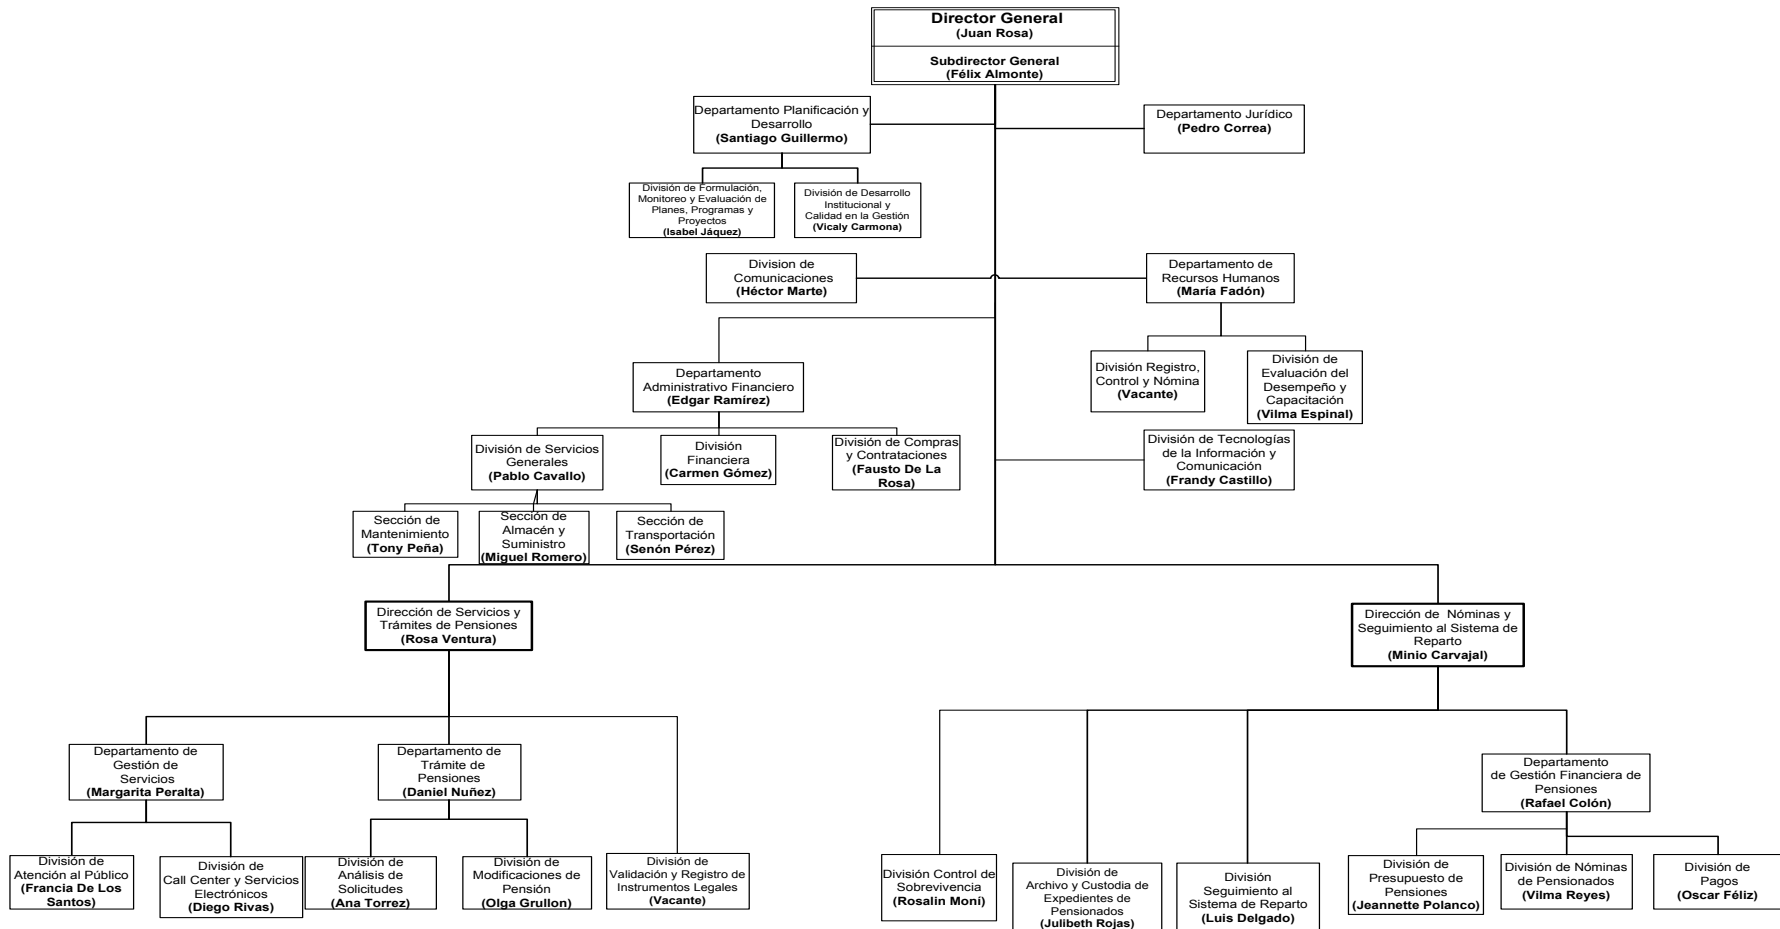 Director General
(Juan Rosa)
Subdirector General
(Félix Almonte)
Departamento Planificación y
Desarrollo
(Santiago Guillermo)
Departamento Jurídico
(Pedro Correa)
División de Formulación,
Monitoreo y Evaluación de
Planes, Programas y
Proyectos
(Isabel Jáquez)
División de Desarrollo
Institucional y
Calidad en la Gestión
(Vicaly Carmona)
Division de
Comunicaciones
(Héctor Marte)
Departamento de
Recursos Humanos
(María Fadón)
Departamento
Administrativo Financiero
(Edgar Ramírez)
División Registro,
Control y Nómina
(Vacante)
División de
Evaluación del
Desempeño y
Capacitación
(Vilma Espinal)
División de Servicios
Generales
(Pablo Cavallo)
División
Financiera
(Carmen Gómez)
División de Compras
y Contrataciones
(Fausto De La
Rosa)
División de Tecnologías
de la Información y
Comunicación
(Frandy Castillo)
Sección de
Mantenimiento
(Tony Peña)
Sección de
Almacén y
Suministro
(Miguel Romero)
Sección de
Transportación
(Senón Pérez)
Dirección de Servicios y
Trámites de Pensiones
(Rosa Ventura)
Dirección de Nóminas y
Seguimiento al Sistema de
Reparto
(Minio Carvajal)
Departamento de
Gestión de
Servicios
(Margarita Peralta)
Departamento de
Trámite de
Pensiones
(Daniel Nuñez)
Departamento
de Gestión Financiera de
Pensiones
(Rafael Colón)
División de
Atención al Público
(Francia De Los
Santos)
División de
Call Center y Servicios
Electrónicos
(Diego Rivas)
División de
Análisis de
Solicitudes
(Ana Torrez)
División de
Modificaciones de
Pensión
(Olga Grullon)
División de
Validación y Registro de
Instrumentos Legales
(Vacante)
División Control de
Sobrevivencia
(Rosalin Moní)
División de
Archivo y Custodia de
Expedientes de
Pensionados
(Julibeth Rojas)
División
Seguimiento al
Sistema de Reparto
(Luis Delgado)
División de
Presupuesto de
Pensiones
(Jeannette Polanco)
División de Nóminas
de Pensionados
(Vilma Reyes)
División de
Pagos
(Oscar Féliz)